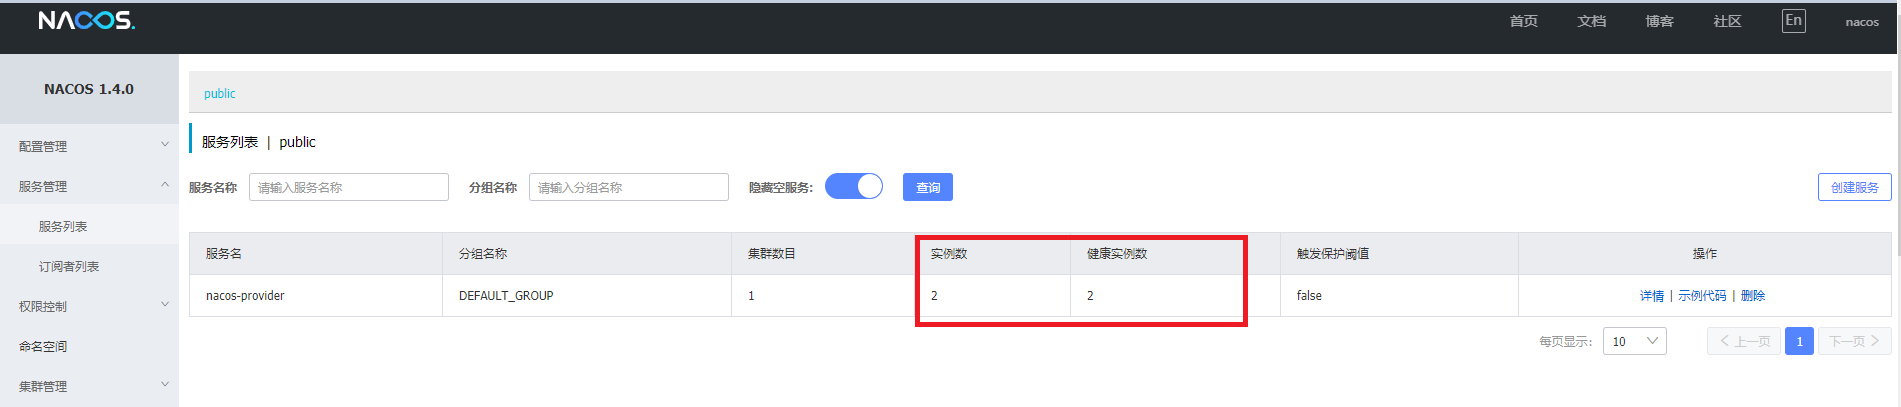 NACOS.
首页 文档 博客 社区 En nacos
NACOS 1.4.0
配置管理
服务管理
服务列表
订阅者列表
权限控制
命名空间
集群管理
public
服务列表 | public
服务名称 请输入服务名称 分组名称 请输入分组名称 隐藏空服务: 查询 创建服务
服务名 分组名称 集群数目 实例数 健康实例数 触发保护阈值 操作
nacos-provider DEFAULT_GROUP 1 2 2 false 详情 | 示例代码 | 删除
每页显示: 10 上一页 1 下一页